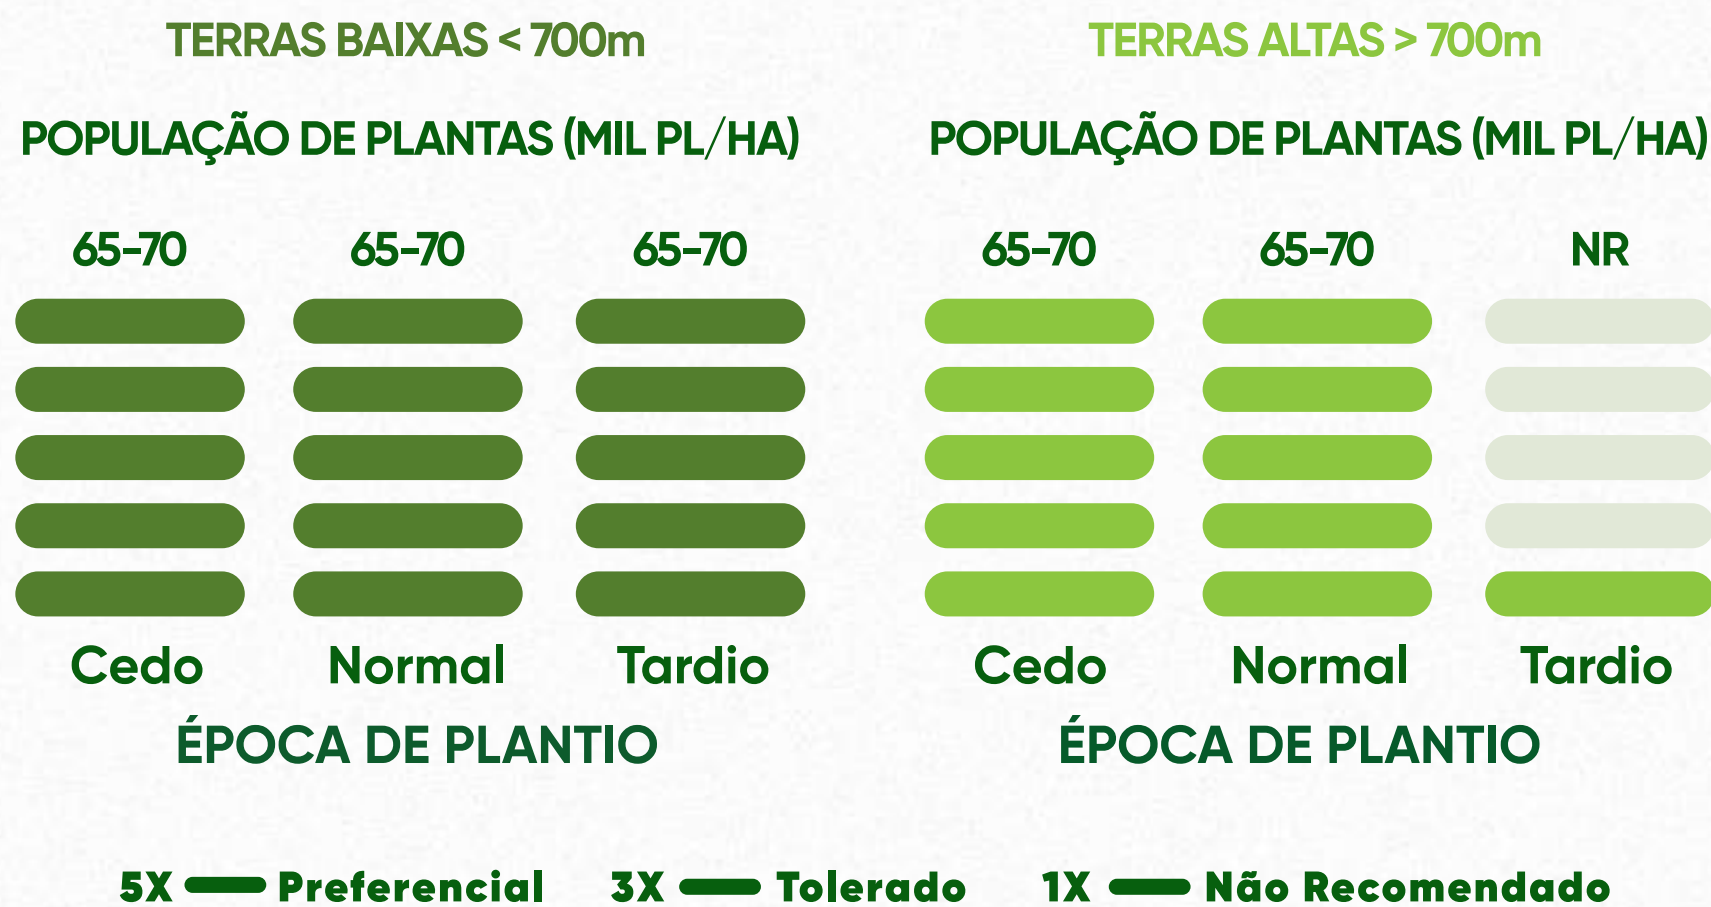 TERRAS BAIXAS < 700m
POPULAÇÃO DE PLANTAS (MIL PL/HA)
65-70 65-70 65-70
Cedo Normal Tardio
ÉPOCA DE PLANTIO
TERRAS ALTAS > 700m
POPULAÇÃO DE PLANTAS (MIL PL/HA)
65-70 65-70 NR
Cedo Normal Tardio
ÉPOCA DE PLANTIO
5X Preferencial 3X Tolerado 1X Não Recomendado